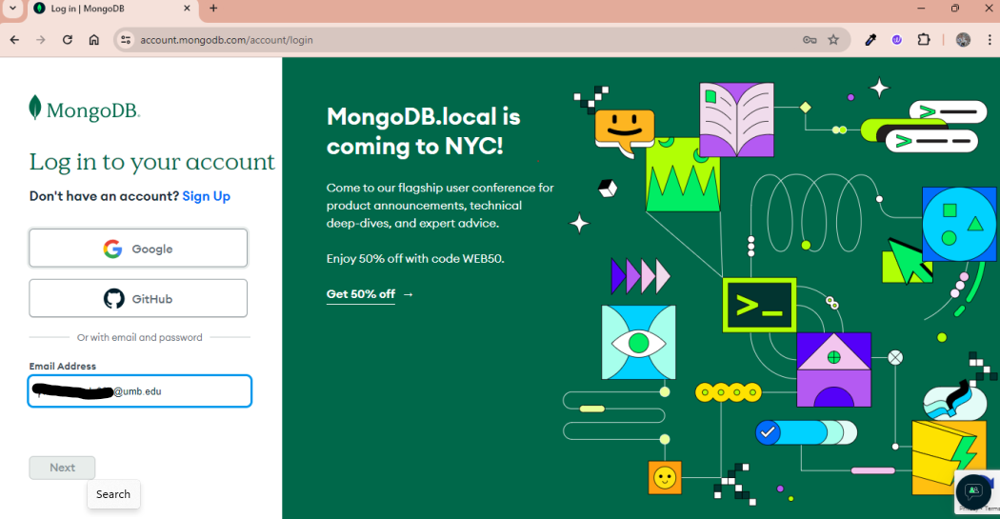 Log in | MongoDB
account.mongodb.com/account/login
MongoDB.
Log in to your account
Don't have an account? Sign Up
Google
GitHub
Or with email and password
Email Address
@umb.edu
Next
Search
MongoDB.local is
coming to NYC!
Come to our flagship user conference for
product announcements, technical
deep-dives, and expert advice.
Enjoy 50% off with code WEB50.
Get 50% off →
>_
Privacy - Terms